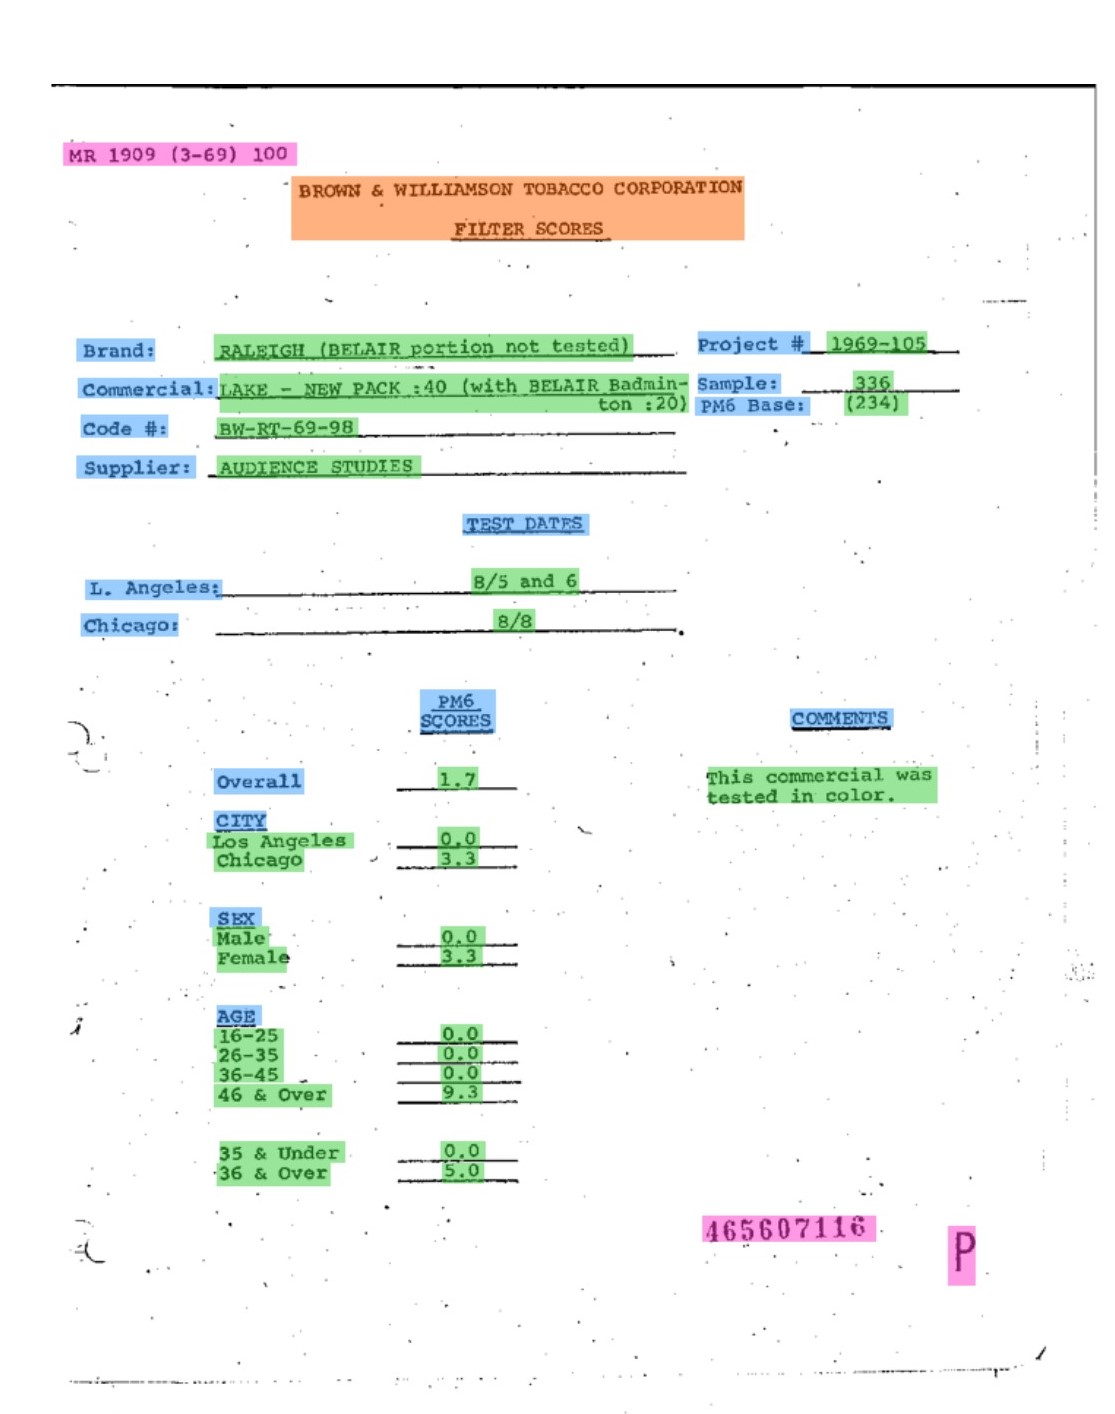 MR 1909 (3-69) 100
BROWN & WILLIAMSON TOBACCO CORPORATION
FILTER SCORES
Brand: RALEIGH (BELAIR portion not tested) Project # 1969-105
Commercial: LAKE - NEW PACK :40 (with BELAIR Badmin- Sample: 336
ton :20) PM6 Base: (234)
Code #: BW-RT-69-98
Supplier: AUDIENCE STUDIES
TEST DATES
L. Angeles: 8/5 and 6
Chicago: 8/8
PM6
SCORES COMMENTS
Overall 1.7 This commercial was
tested in color.
CITY
Los Angeles 0.0
Chicago 3.3
SEX
Male 0.0
Female 3.3
AGE
16-25 0.0
26-35 0.0
36-45 0.0
46 & Over 9.3
35 & Under 0.0
36 & Over 5.0
465607116
P